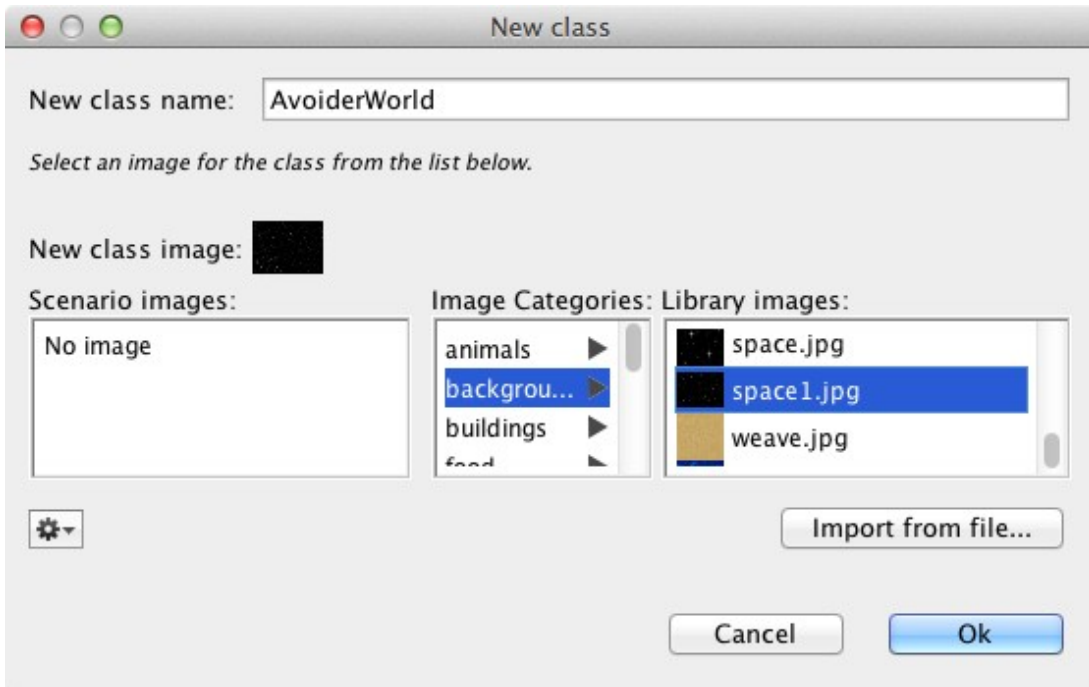 New class
New class name: AvoiderWorld
Select an image for the class from the list below.
New class image:
Scenario images:
No image
Image Categories:
animals
backgrou...
buildings
food
Library images:
space.jpg
space1.jpg
weave.jpg
Import from file...
Cancel
Ok